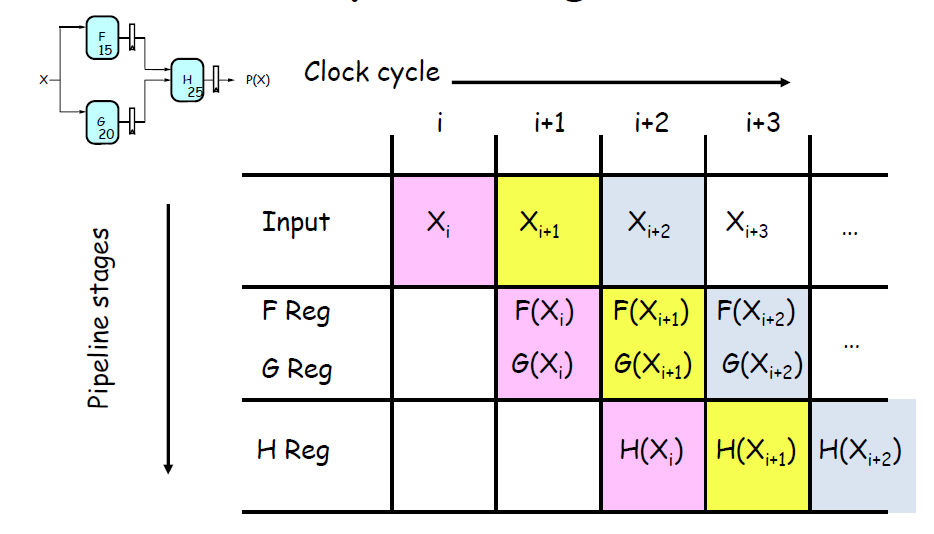 F
15
X
H
25
P(X)
G
20
Clock cycle
i i+1 i+2 i+3
Pipeline stages
Input Xᵢ Xᵢ₊₁ Xᵢ₊₂ Xᵢ₊₃ ...
F Reg F(Xᵢ) F(Xᵢ₊₁) F(Xᵢ₊₂)
...
G Reg G(Xᵢ) G(Xᵢ₊₁) G(Xᵢ₊₂)
H Reg H(Xᵢ) H(Xᵢ₊₁) H(Xᵢ₊₂)